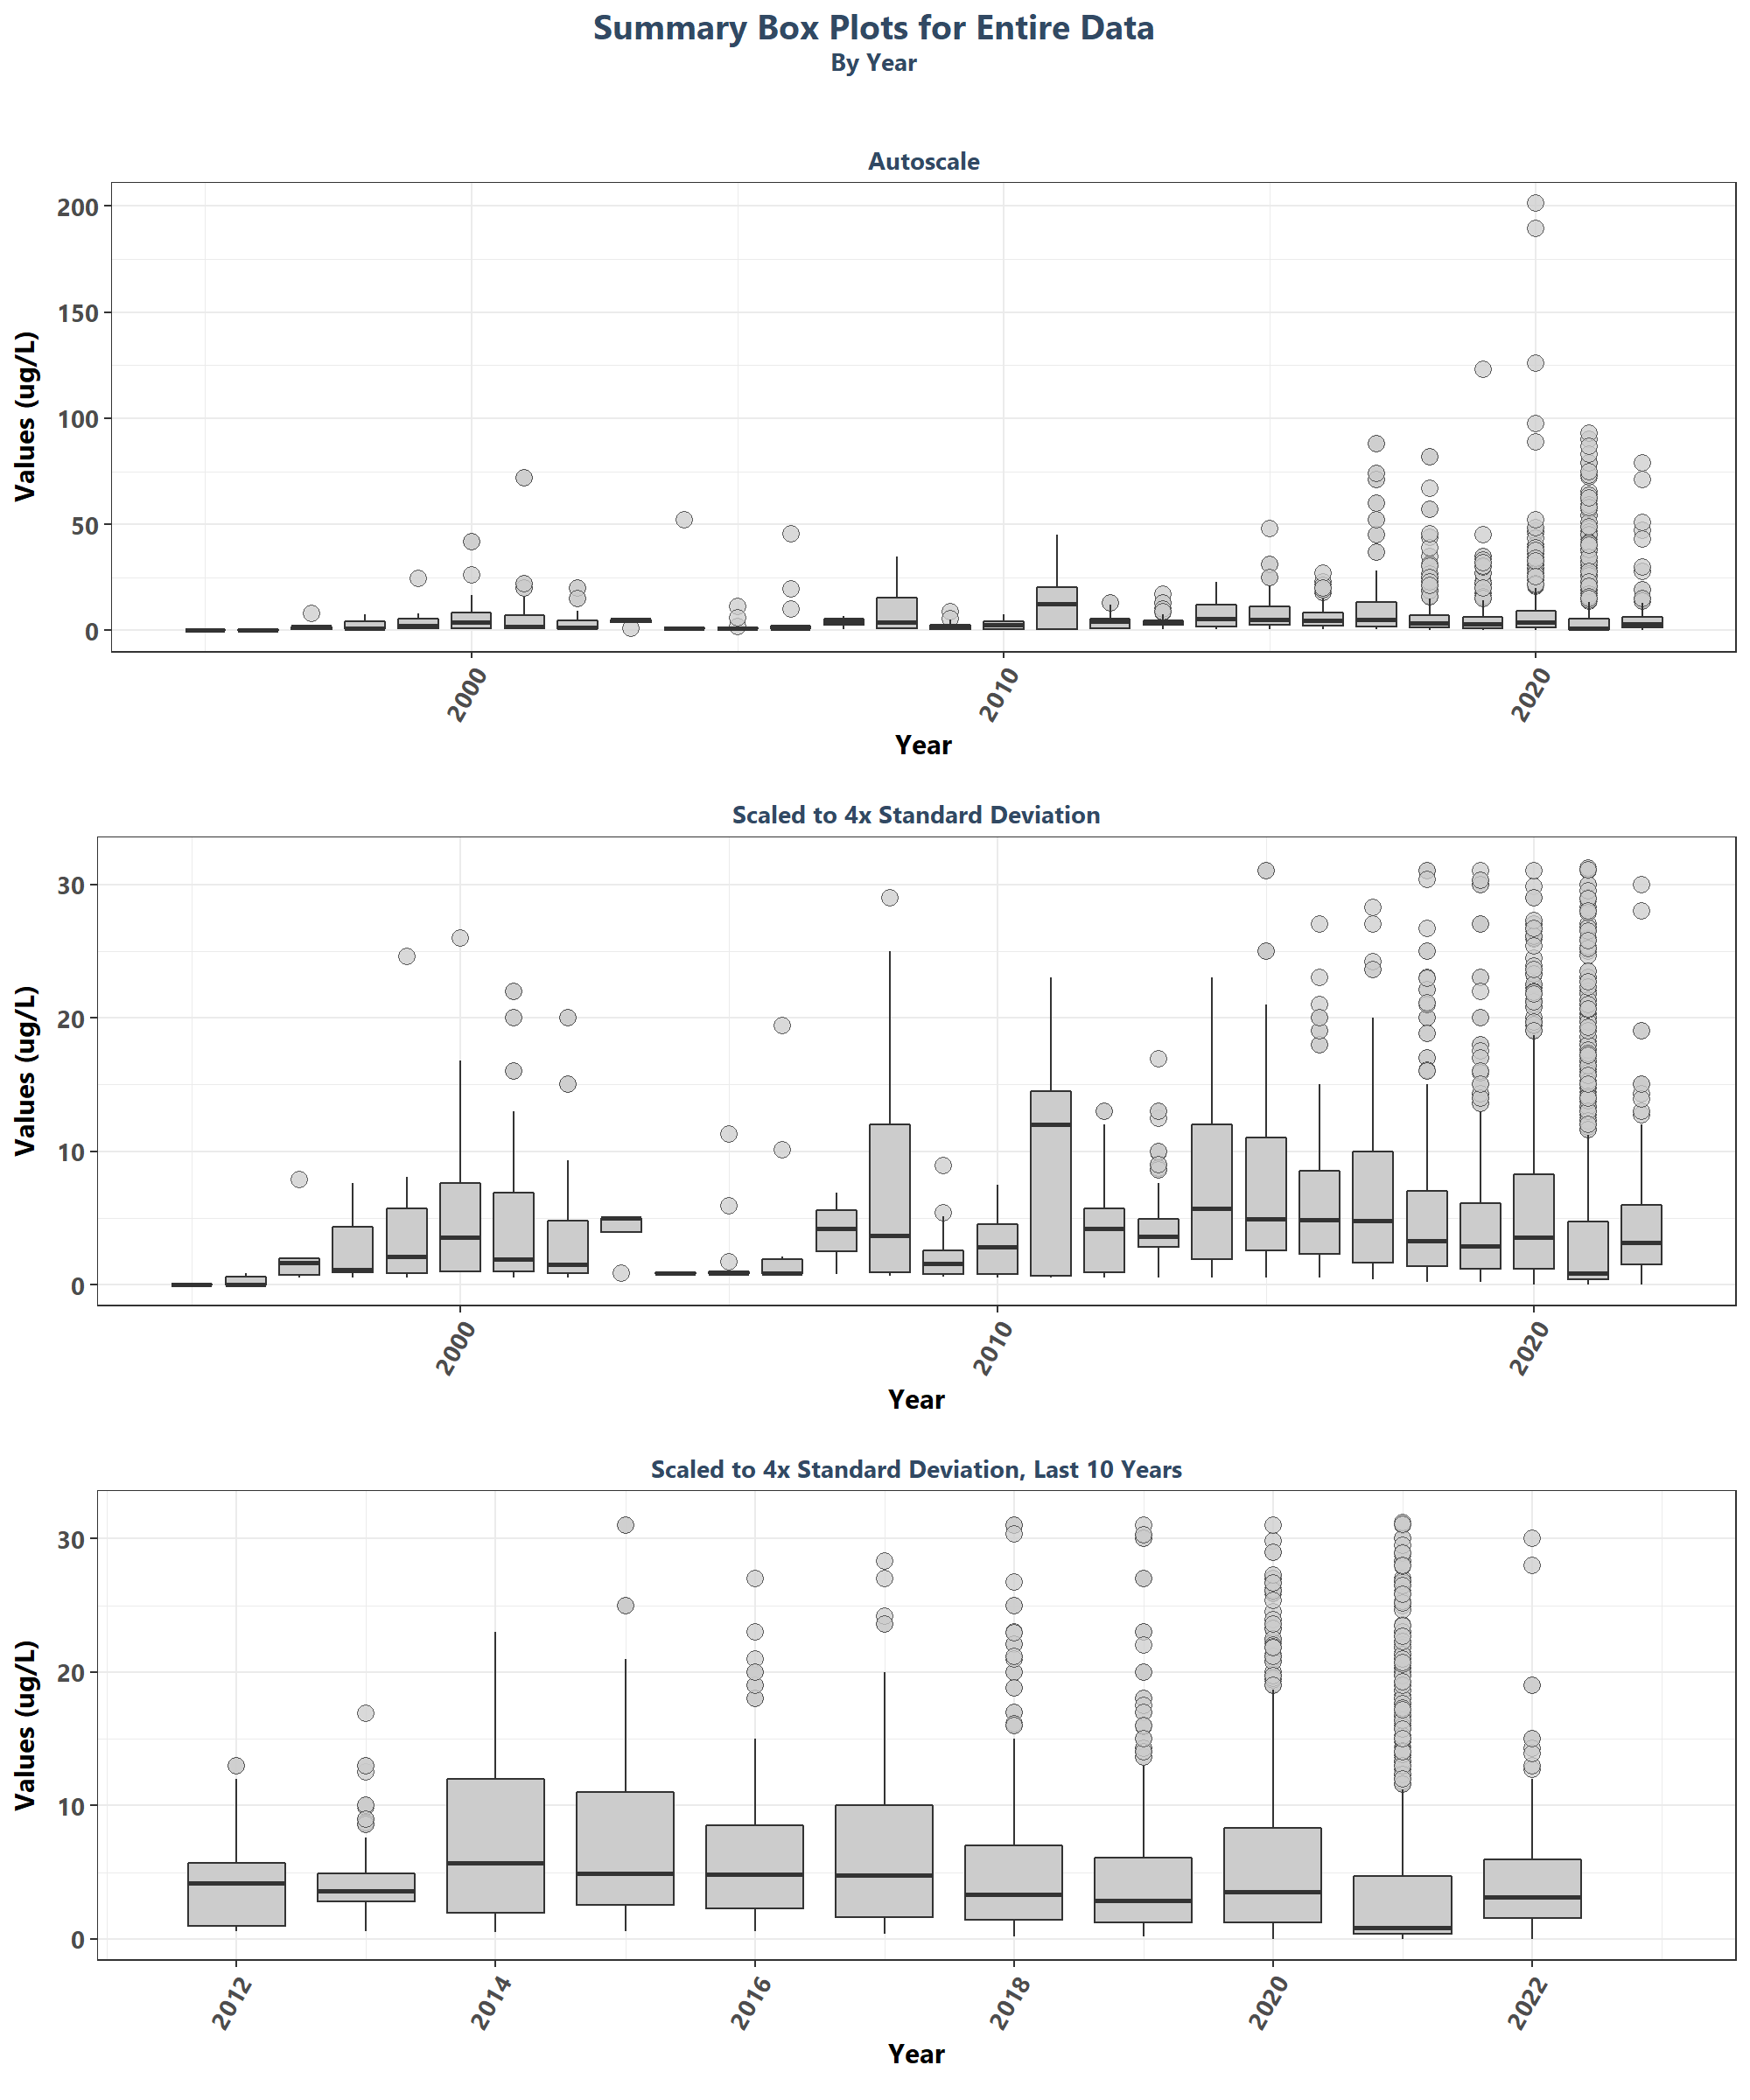 Summary Box Plots for Entire Data
By Year
Autoscale
Values (ug/L)
200
150
100
50
0
2000
2010
2020
Year
Scaled to 4x Standard Deviation
Values (ug/L)
30
20
10
0
2000
2010
2020
Year
Scaled to 4x Standard Deviation, Last 10 Years
Values (ug/L)
30
20
10
0
2012
2014
2016
2018
2020
2022
Year